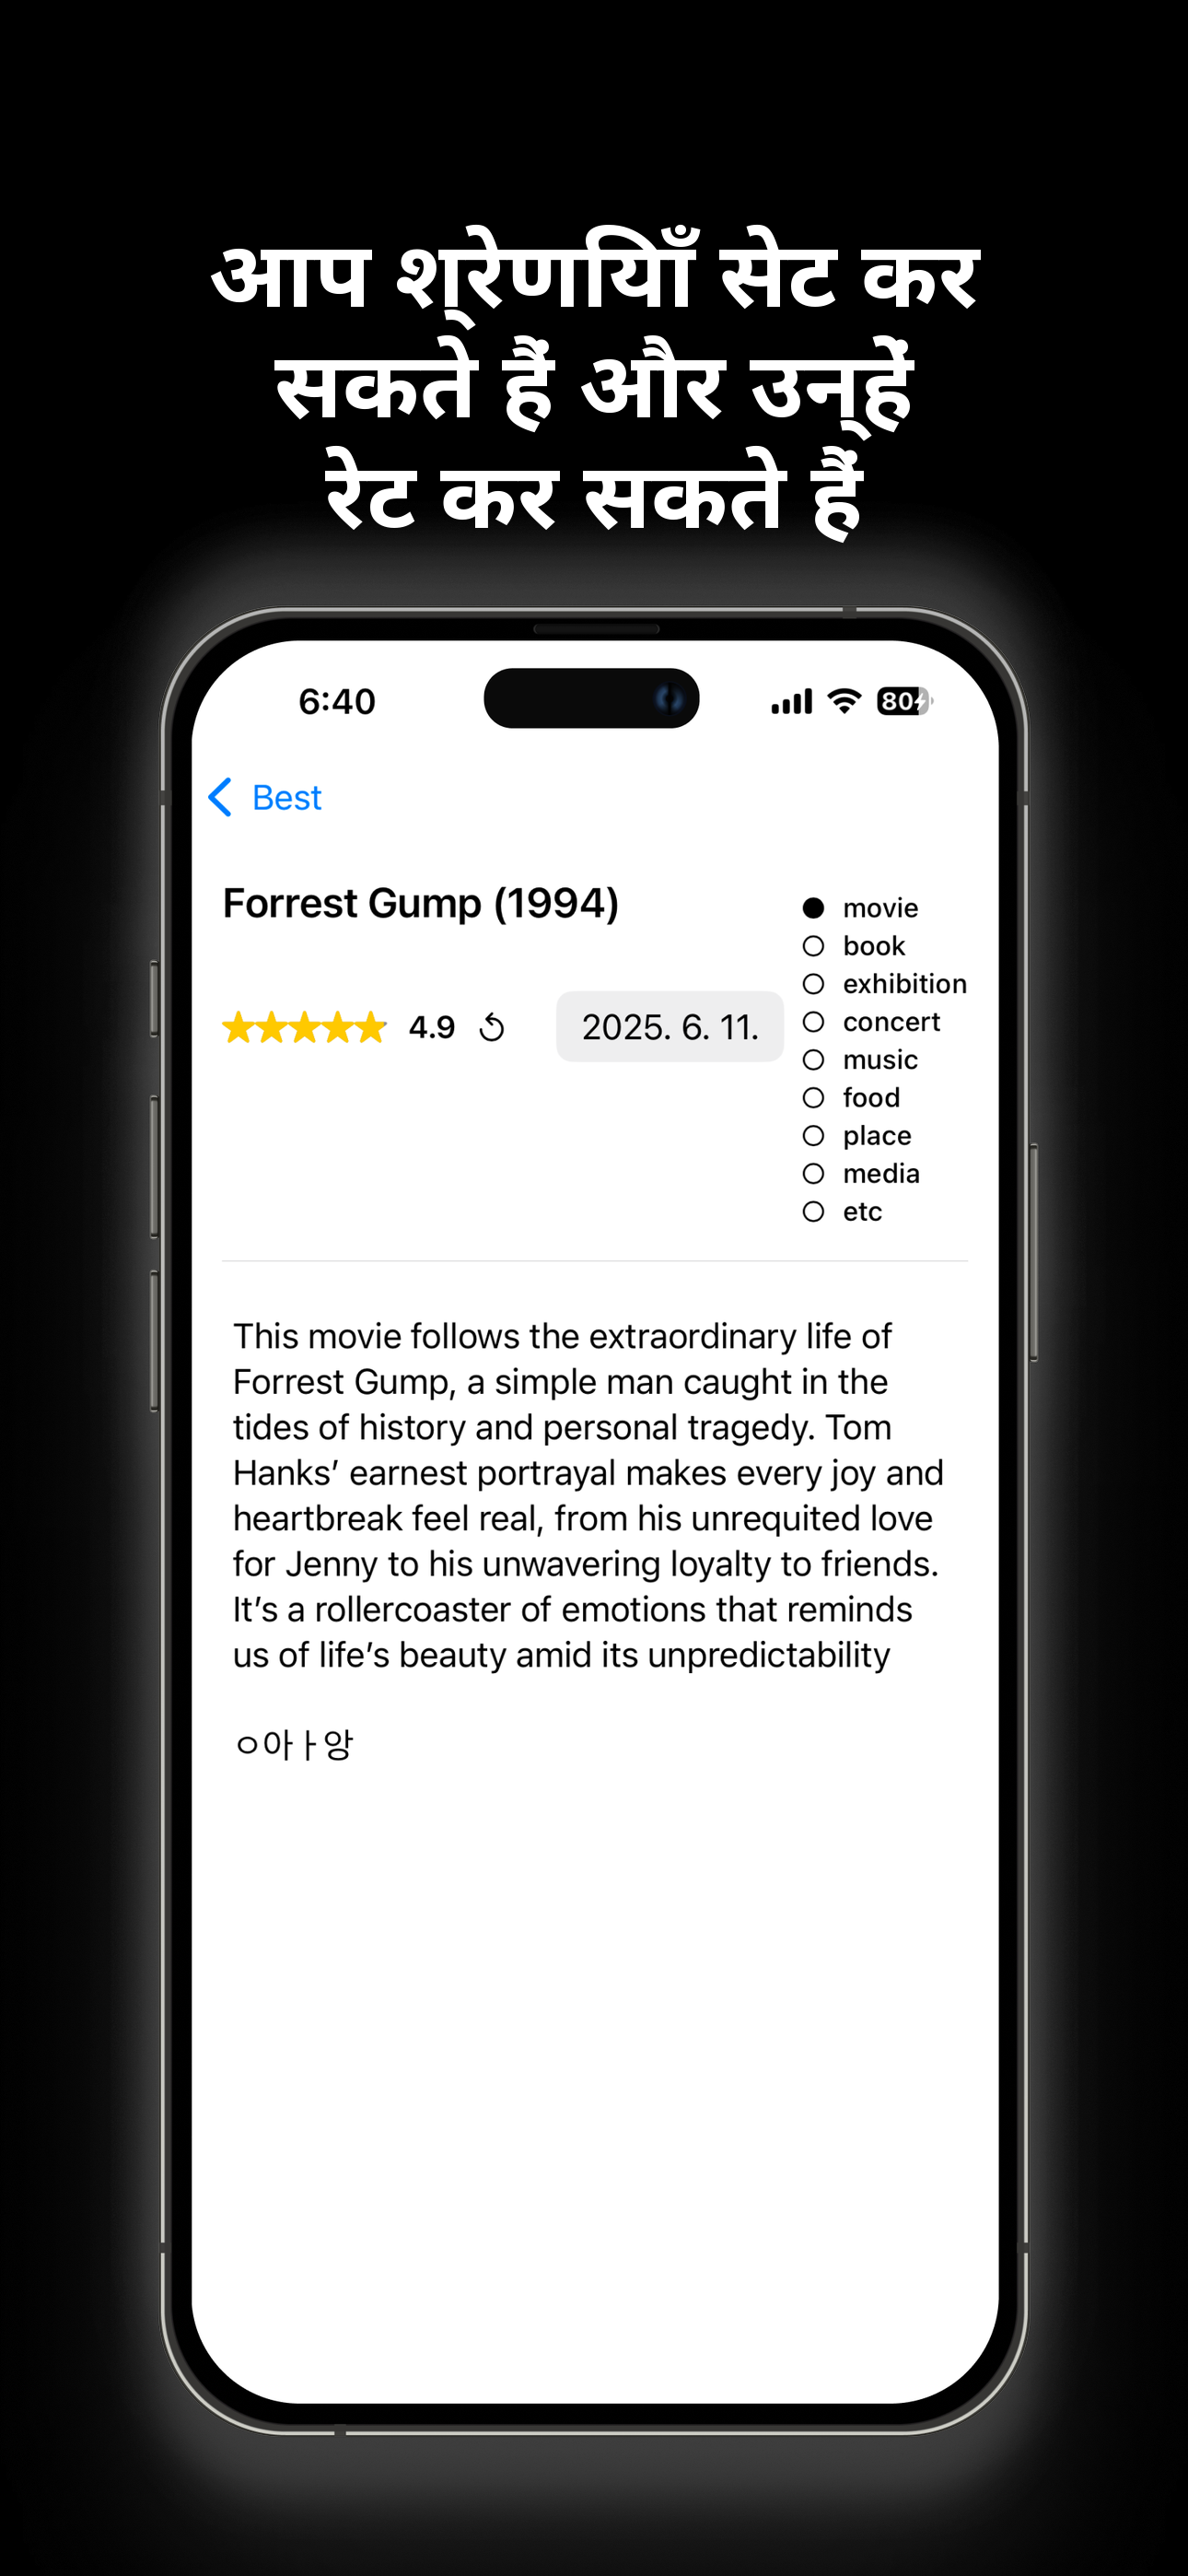 आप श्रेणियाँ सेट कर
सकते हैं और उन्हें
रेट कर सकते हैं
6:40
80
Best
Forrest Gump (1994)
4.9
2025. 6. 11.
movie
book
exhibition
concert
music
food
place
media
etc
This movie follows the extraordinary life of
Forrest Gump, a simple man caught in the
tides of history and personal tragedy. Tom
Hanks’ earnest portrayal makes every joy and
heartbreak feel real, from his unrequited love
for Jenny to his unwavering loyalty to friends.
It’s a rollercoaster of emotions that reminds
us of life’s beauty amid its unpredictability
ㅇ아ㅏ앙